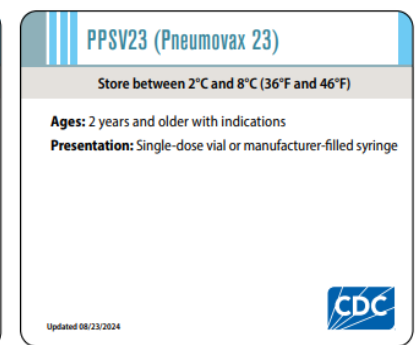 PPSV23 (Pneumovax 23)
Store between 2°C and 8°C (36°F and 46°F)
Ages: 2 years and older with indications
Presentation: Single-dose vial or manufacturer-filled syringe
CDC
Updated 08/23/2024